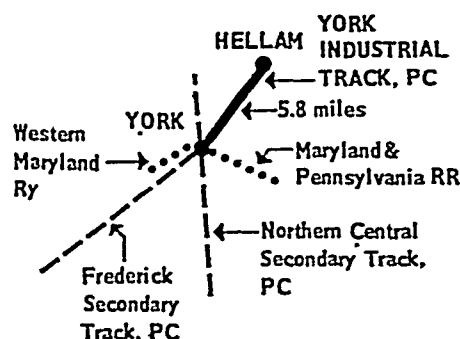 HELLAM
YORK
INDUSTRIAL
TRACK, PC
5.8 miles
YORK
Western
Maryland
Ry
Maryland &
Pennsylvania RR
Northern Central
Secondary Track,
PC
Frederick
Secondary
Track, PC